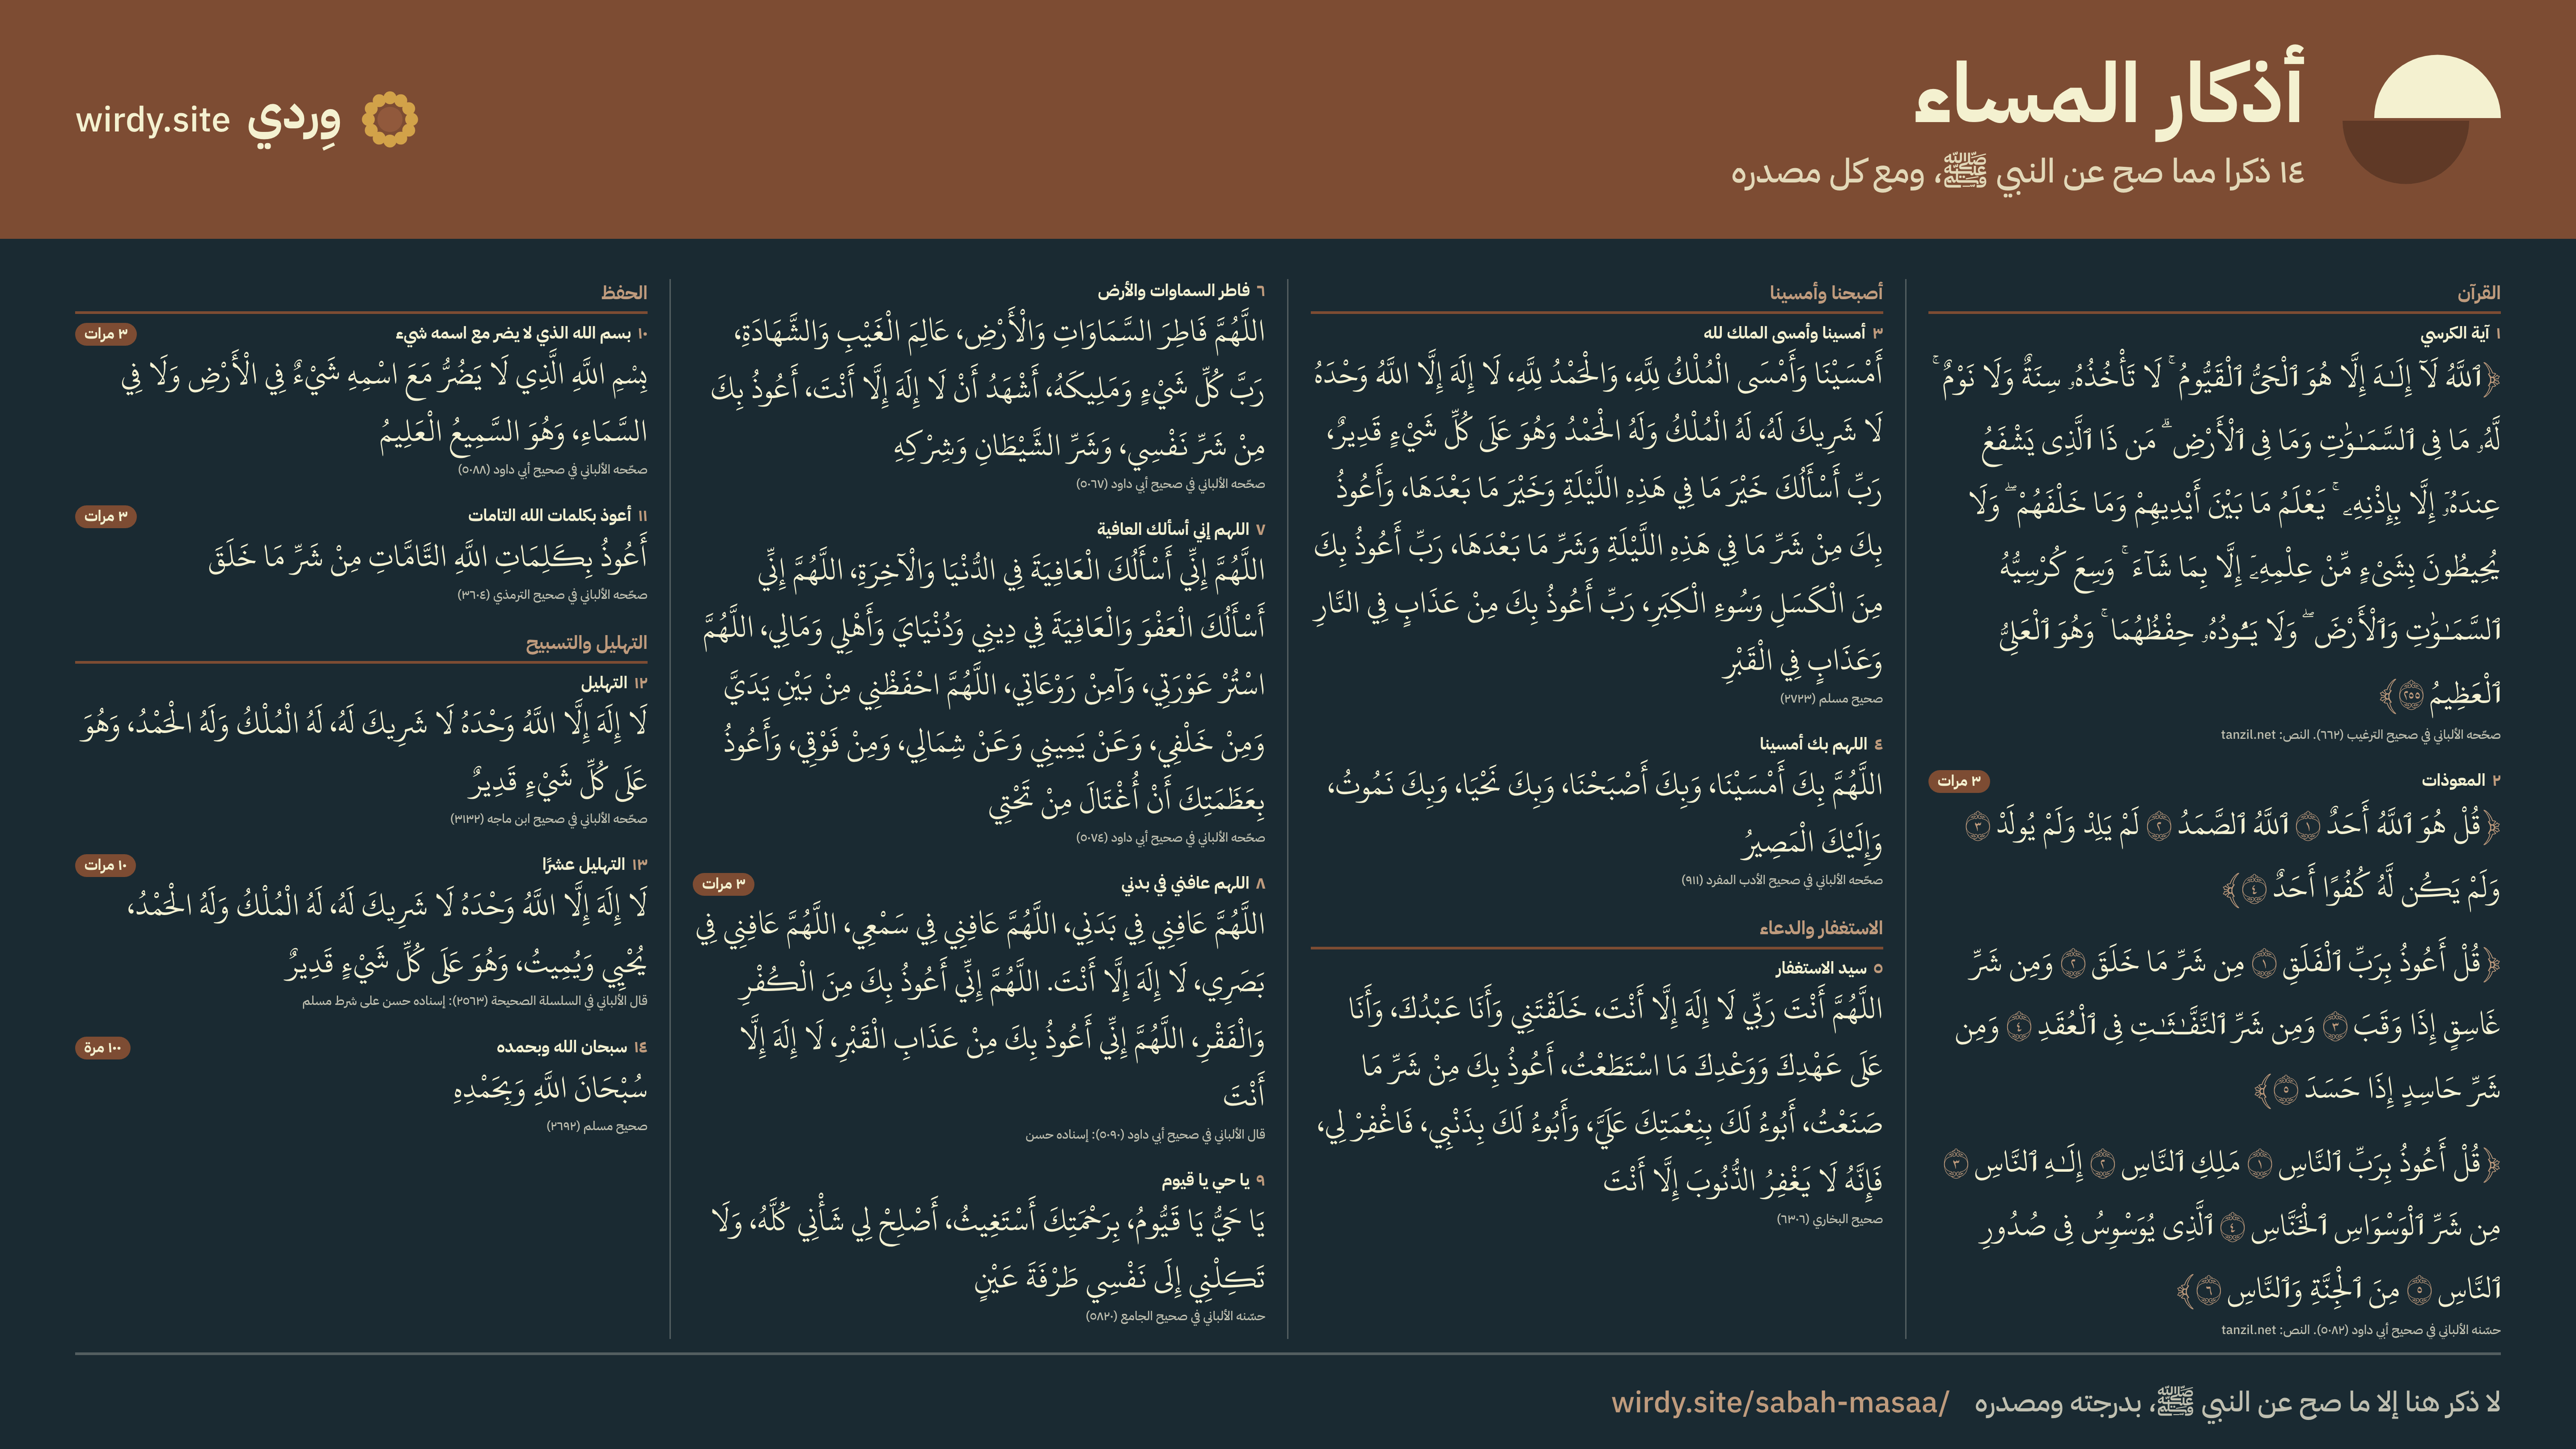 أذكار المساء
١٤ ذكرا مما صح عن النبي ﷺ، ومع كل مصدره
وِردي wirdy.site
القرآن
١ آية الكرسي
﴿ٱللَّهُ لَآ إِلَـٰهَ إِلَّا هُوَ ٱلْحَىُّ ٱلْقَيُّومُ ۚ لَا تَأْخُذُهُۥ سِنَةٌ وَلَا نَوْمٌ ۚ
لَّهُۥ مَا فِى ٱلسَّمَـٰوَٰتِ وَمَا فِى ٱلْأَرْضِ ۗ مَن ذَا ٱلَّذِى يَشْفَعُ
عِندَهُۥٓ إِلَّا بِإِذْنِهِۦ ۚ يَعْلَمُ مَا بَيْنَ أَيْدِيهِمْ وَمَا خَلْفَهُمْ ۖ وَلَا
يُحِيطُونَ بِشَىْءٍ مِّنْ عِلْمِهِۦٓ إِلَّا بِمَا شَآءَ ۚ وَسِعَ كُرْسِيُّهُ
ٱلسَّمَـٰوَٰتِ وَٱلْأَرْضَ ۖ وَلَا يَـُٔودُهُۥ حِفْظُهُمَا ۚ وَهُوَ ٱلْعَلِىُّ
ٱلْعَظِيمُ ٢٥٥﴾
صحّحه الألباني في صحيح الترغيب (٦٦٢). النص: tanzil.net
٢ المعوذات
٣ مرات
﴿قُلْ هُوَ ٱللَّهُ أَحَدٌ ١ ٱللَّهُ ٱلصَّمَدُ ٢ لَمْ يَلِدْ وَلَمْ يُولَدْ ٣
وَلَمْ يَكُن لَّهُ كُفُوًا أَحَدٌ ٤﴾
﴿قُلْ أَعُوذُ بِرَبِّ ٱلْفَلَقِ ١ مِن شَرِّ مَا خَلَقَ ٢ وَمِن شَرِّ
غَاسِقٍ إِذَا وَقَبَ ٣ وَمِن شَرِّ ٱلنَّفَّـٰثَـٰتِ فِى ٱلْعُقَدِ ٤ وَمِن
شَرِّ حَاسِدٍ إِذَا حَسَدَ ٥﴾
﴿قُلْ أَعُوذُ بِرَبِّ ٱلنَّاسِ ١ مَلِكِ ٱلنَّاسِ ٢ إِلَـٰهِ ٱلنَّاسِ ٣
مِن شَرِّ ٱلْوَسْوَاسِ ٱلْخَنَّاسِ ٤ ٱلَّذِى يُوَسْوِسُ فِى صُدُورِ
ٱلنَّاسِ ٥ مِنَ ٱلْجِنَّةِ وَٱلنَّاسِ ٦﴾
حسّنه الألباني في صحيح أبي داود (٥٠٨٢). النص: tanzil.net
أصبحنا وأمسينا
٣ أمسينا وأمسى الملك لله
أَمْسَيْنَا وَأَمْسَى الْمُلْكُ لِلَّهِ، وَالْحَمْدُ لِلَّهِ، لَا إِلَهَ إِلَّا اللَّهُ وَحْدَهُ
لَا شَرِيكَ لَهُ، لَهُ الْمُلْكُ وَلَهُ الْحَمْدُ وَهُوَ عَلَى كُلِّ شَيْءٍ قَدِيرٌ،
رَبِّ أَسْأَلُكَ خَيْرَ مَا فِي هَذِهِ اللَّيْلَةِ وَخَيْرَ مَا بَعْدَهَا، وَأَعُوذُ
بِكَ مِنْ شَرِّ مَا فِي هَذِهِ اللَّيْلَةِ وَشَرِّ مَا بَعْدَهَا، رَبِّ أَعُوذُ بِكَ
مِنَ الْكَسَلِ وَسُوءِ الْكِبَرِ، رَبِّ أَعُوذُ بِكَ مِنْ عَذَابٍ فِي النَّارِ
وَعَذَابٍ فِي الْقَبْرِ
صحيح مسلم (٢٧٢٣)
٤ اللهم بك أمسينا
اللَّهُمَّ بِكَ أَمْسَيْنَا، وَبِكَ أَصْبَحْنَا، وَبِكَ نَحْيَا، وَبِكَ نَمُوتُ،
وَإِلَيْكَ الْمَصِيرُ
صحّحه الألباني في صحيح الأدب المفرد (٩١١)
الاستغفار والدعاء
٥ سيد الاستغفار
اللَّهُمَّ أَنْتَ رَبِّي لَا إِلَهَ إِلَّا أَنْتَ، خَلَقْتَنِي وَأَنَا عَبْدُكَ، وَأَنَا
عَلَى عَهْدِكَ وَوَعْدِكَ مَا اسْتَطَعْتُ، أَعُوذُ بِكَ مِنْ شَرِّ مَا
صَنَعْتُ، أَبُوءُ لَكَ بِنِعْمَتِكَ عَلَيَّ، وَأَبُوءُ لَكَ بِذَنْبِي، فَاغْفِرْ لِي،
فَإِنَّهُ لَا يَغْفِرُ الذُّنُوبَ إِلَّا أَنْتَ
صحيح البخاري (٦٣٠٦)
٦ فاطر السماوات والأرض
اللَّهُمَّ فَاطِرَ السَّمَاوَاتِ وَالْأَرْضِ، عَالِمَ الْغَيْبِ وَالشَّهَادَةِ،
رَبَّ كُلِّ شَيْءٍ وَمَلِيكَهُ، أَشْهَدُ أَنْ لَا إِلَهَ إِلَّا أَنْتَ، أَعُوذُ بِكَ
مِنْ شَرِّ نَفْسِي، وَشَرِّ الشَّيْطَانِ وَشِرْكِهِ
صحّحه الألباني في صحيح أبي داود (٥٠٦٧)
٧ اللهم إني أسألك العافية
اللَّهُمَّ إِنِّي أَسْأَلُكَ الْعَافِيَةَ فِي الدُّنْيَا وَالْآخِرَةِ، اللَّهُمَّ إِنِّي
أَسْأَلُكَ الْعَفْوَ وَالْعَافِيَةَ فِي دِينِي وَدُنْيَايَ وَأَهْلِي وَمَالِي، اللَّهُمَّ
اسْتُرْ عَوْرَتِي، وَآمِنْ رَوْعَاتِي، اللَّهُمَّ احْفَظْنِي مِنْ بَيْنِ يَدَيَّ
وَمِنْ خَلْفِي، وَعَنْ يَمِينِي وَعَنْ شِمَالِي، وَمِنْ فَوْقِي، وَأَعُوذُ
بِعَظَمَتِكَ أَنْ أُغْتَالَ مِنْ تَحْتِي
صحّحه الألباني في صحيح أبي داود (٥٠٧٤)
٨ اللهم عافني في بدني
٣ مرات
اللَّهُمَّ عَافِنِي فِي بَدَنِي، اللَّهُمَّ عَافِنِي فِي سَمْعِي، اللَّهُمَّ عَافِنِي فِي
بَصَرِي، لَا إِلَهَ إِلَّا أَنْتَ. اللَّهُمَّ إِنِّي أَعُوذُ بِكَ مِنَ الْكُفْرِ
وَالْفَقْرِ، اللَّهُمَّ إِنِّي أَعُوذُ بِكَ مِنْ عَذَابِ الْقَبْرِ، لَا إِلَهَ إِلَّا
أَنْتَ
قال الألباني في صحيح أبي داود (٥٠٩٠): إسناده حسن
٩ يا حي يا قيوم
يَا حَيُّ يَا قَيُّومُ، بِرَحْمَتِكَ أَسْتَغِيثُ، أَصْلِحْ لِي شَأْنِي كُلَّهُ، وَلَا
تَكِلْنِي إِلَى نَفْسِي طَرْفَةَ عَيْنٍ
حسّنه الألباني في صحيح الجامع (٥٨٢٠)
الحفظ
١٠ بسم الله الذي لا يضر مع اسمه شيء
٣ مرات
بِسْمِ اللَّهِ الَّذِي لَا يَضُرُّ مَعَ اسْمِهِ شَيْءٌ فِي الْأَرْضِ وَلَا فِي
السَّمَاءِ، وَهُوَ السَّمِيعُ الْعَلِيمُ
صحّحه الألباني في صحيح أبي داود (٥٠٨٨)
١١ أعوذ بكلمات الله التامات
٣ مرات
أَعُوذُ بِكَلِمَاتِ اللَّهِ التَّامَّاتِ مِنْ شَرِّ مَا خَلَقَ
صحّحه الألباني في صحيح الترمذي (٣٦٠٤)
التهليل والتسبيح
١٢ التهليل
لَا إِلَهَ إِلَّا اللَّهُ وَحْدَهُ لَا شَرِيكَ لَهُ، لَهُ الْمُلْكُ وَلَهُ الْحَمْدُ، وَهُوَ
عَلَى كُلِّ شَيْءٍ قَدِيرٌ
صحّحه الألباني في صحيح ابن ماجه (٣١٣٢)
١٣ التهليل عشرًا
١٠ مرات
لَا إِلَهَ إِلَّا اللَّهُ وَحْدَهُ لَا شَرِيكَ لَهُ، لَهُ الْمُلْكُ وَلَهُ الْحَمْدُ،
يُحْيِي وَيُمِيتُ، وَهُوَ عَلَى كُلِّ شَيْءٍ قَدِيرٌ
قال الألباني في السلسلة الصحيحة (٢٥٦٣): إسناده حسن على شرط مسلم
١٤ سبحان الله وبحمده
١٠٠ مرة
سُبْحَانَ اللَّهِ وَبِحَمْدِهِ
صحيح مسلم (٢٦٩٢)
لا ذكر هنا إلا ما صح عن النبي ﷺ، بدرجته ومصدره wirdy.site/sabah-masaa/